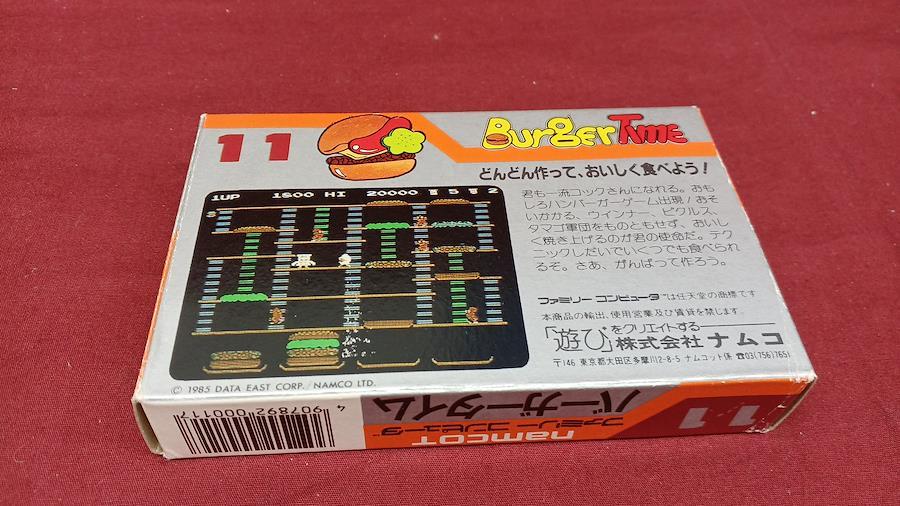 11
BurgerTime
どんどん作って、おいしく食べよう!
君も一流コックさんになれる。おも
しろハンバーガーゲーム出現!おそ
いかかる、ウインナー、ピクルス、
タマゴ軍団をものともせず、おいし
く焼き上げるのが君の使命だ。テク
ニックしだいでいくつでも食べられ
るぞ。さあ、がんばって作ろう。
1UP 1800 HI 20000 5 2
ファミリー コンピュータ™は任天堂の商標です
本商品の輸出、使用営業及び賃貸を禁じます。
「遊び」をクリエイトする
株式会社 ナムコ
〒146 東京都大田区多摩川2-8-5 ナムコット係 ☎03(756)7651
© 1985 DATA EAST CORP./NAMCO LTD.
4 907892 000117
namcoT
ファミリー コンピュータ™
バーガータイム
11